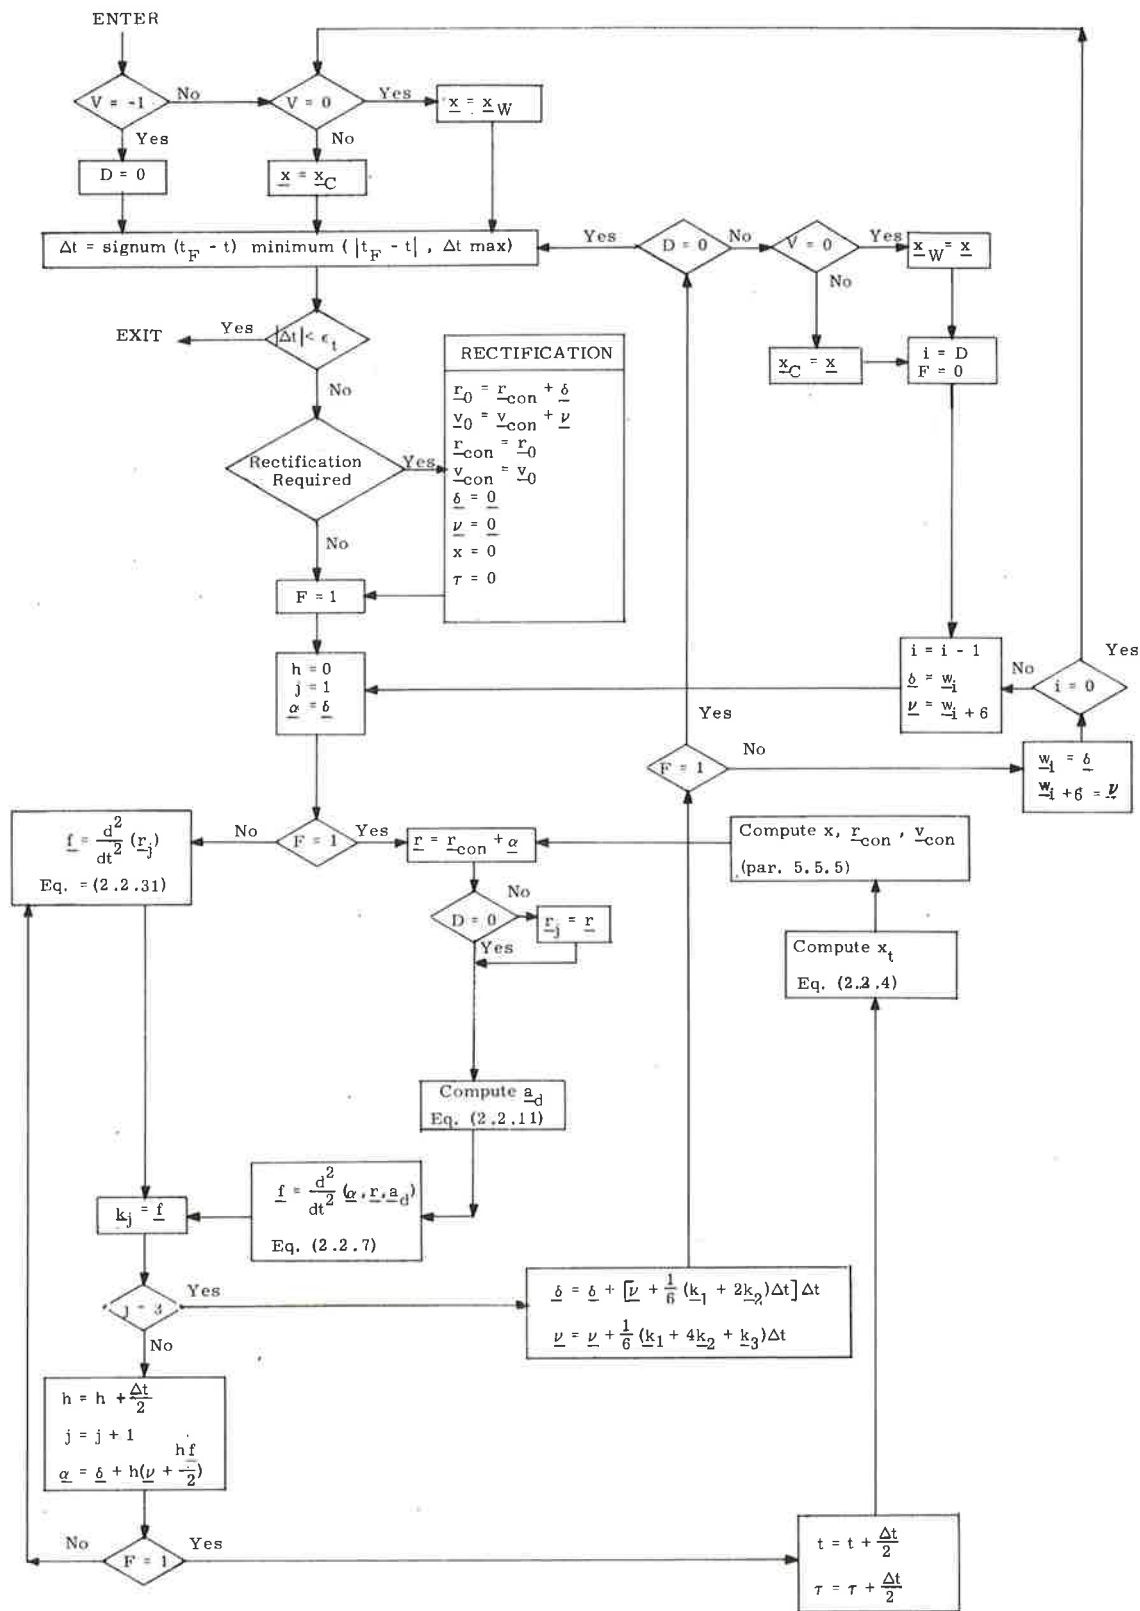 ENTER
V = -1
No
V = 0
Yes
x = x_W
Yes
No
D = 0
x = x_C
Δt = signum (t_F - t) minimum ( |t_F - t| , Δt max)
Yes
D = 0
No
V = 0
Yes
x_W = x
No
EXIT
Yes
|Δt| < ϵ_t
No
x_C = x
i = D
F = 0
RECTIFICATION
r_0 = r_con + δ
v_0 = v_con + ν
r_con = r_0
v_con = v_0
δ = 0
ν = 0
x = 0
τ = 0
Rectification
Required
Yes
No
F = 1
h = 0
j = 1
α = δ
i = i - 1
δ = w_i
ν = w_i + 6
No
i = 0
Yes
Yes
F = 1
No
w_i = δ
w_i + 6 = ν
f = d²/dt² (r_j)
Eq. = (2.2.31)
No
F = 1
Yes
r = r_con + α
Compute x, r_con , v_con
(par. 5.5.5)
D = 0
No
r_j = r
Yes
Compute x_t
Eq. (2.2.4)
Compute a_d
Eq. (2.2.11)
f = d²/dt² (α, r, a_d)
Eq. (2.2.7)
k_j = f
j = 3
Yes
No
δ = δ + [ν + 1/6 (k_1 + 2k_2)Δt] Δt
ν = ν + 1/6 (k_1 + 4k_2 + k_3)Δt
h = h + Δt/2
j = j + 1
α = δ + h(ν + hf/2)
No
F = 1
Yes
t = t + Δt/2
τ = τ + Δt/2